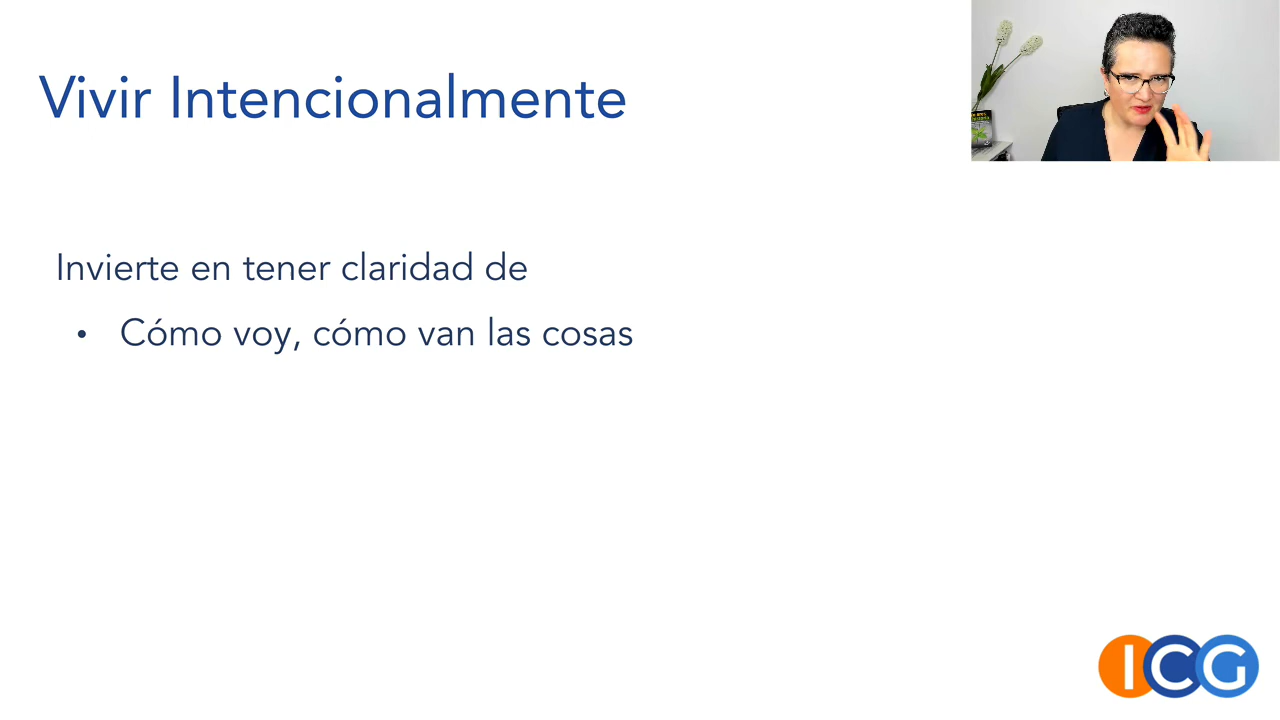 Vivir Intencionalmente
Invierte en tener claridad de
• Cómo voy, cómo van las cosas
ICG